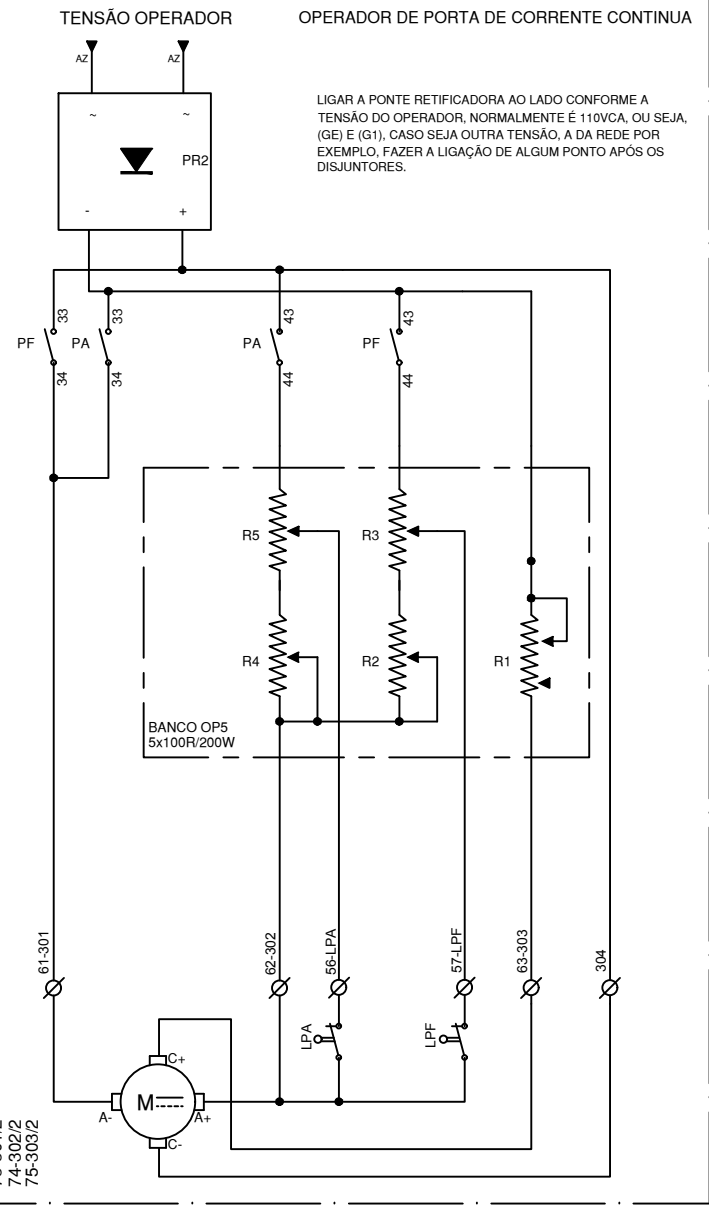 TENSÃO OPERADOR
OPERADOR DE PORTA DE CORRENTE CONTINUA
AZ
AZ
LIGAR A PONTE RETIFICADORA AO LADO CONFORME A
TENSÃO DO OPERADOR, NORMALMENTE É 110VCA, OU SEJA,
(GE) E (G1), CASO SEJA OUTRA TENSÃO, A DA REDE POR
EXEMPLO, FAZER A LIGAÇÃO DE ALGUM PONTO APÓS OS
DISJUNTORES.
~
~
PR2
-
+
33
33
43
43
PF
PA
PA
PF
34
34
44
44
R5
R3
R4
R2
R1
BANCO OP5
5x100R/200W
61-301
62-302
56-LPA
57-LPF
63-303
304
LPA
LPF
C+
M
A-
A+
C-
74-302/2
75-303/2